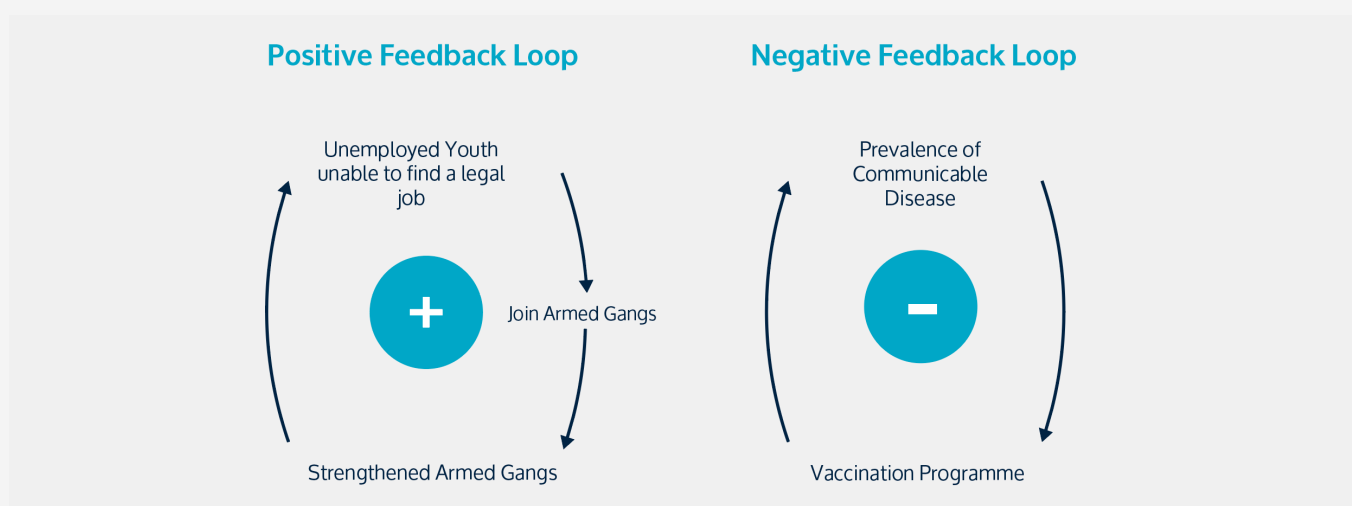 Positive Feedback Loop
Unemployed Youth
unable to find a legal
job
+
Join Armed Gangs
Strengthened Armed Gangs
Negative Feedback Loop
Prevalence of
Communicable
Disease
-
Vaccination Programme